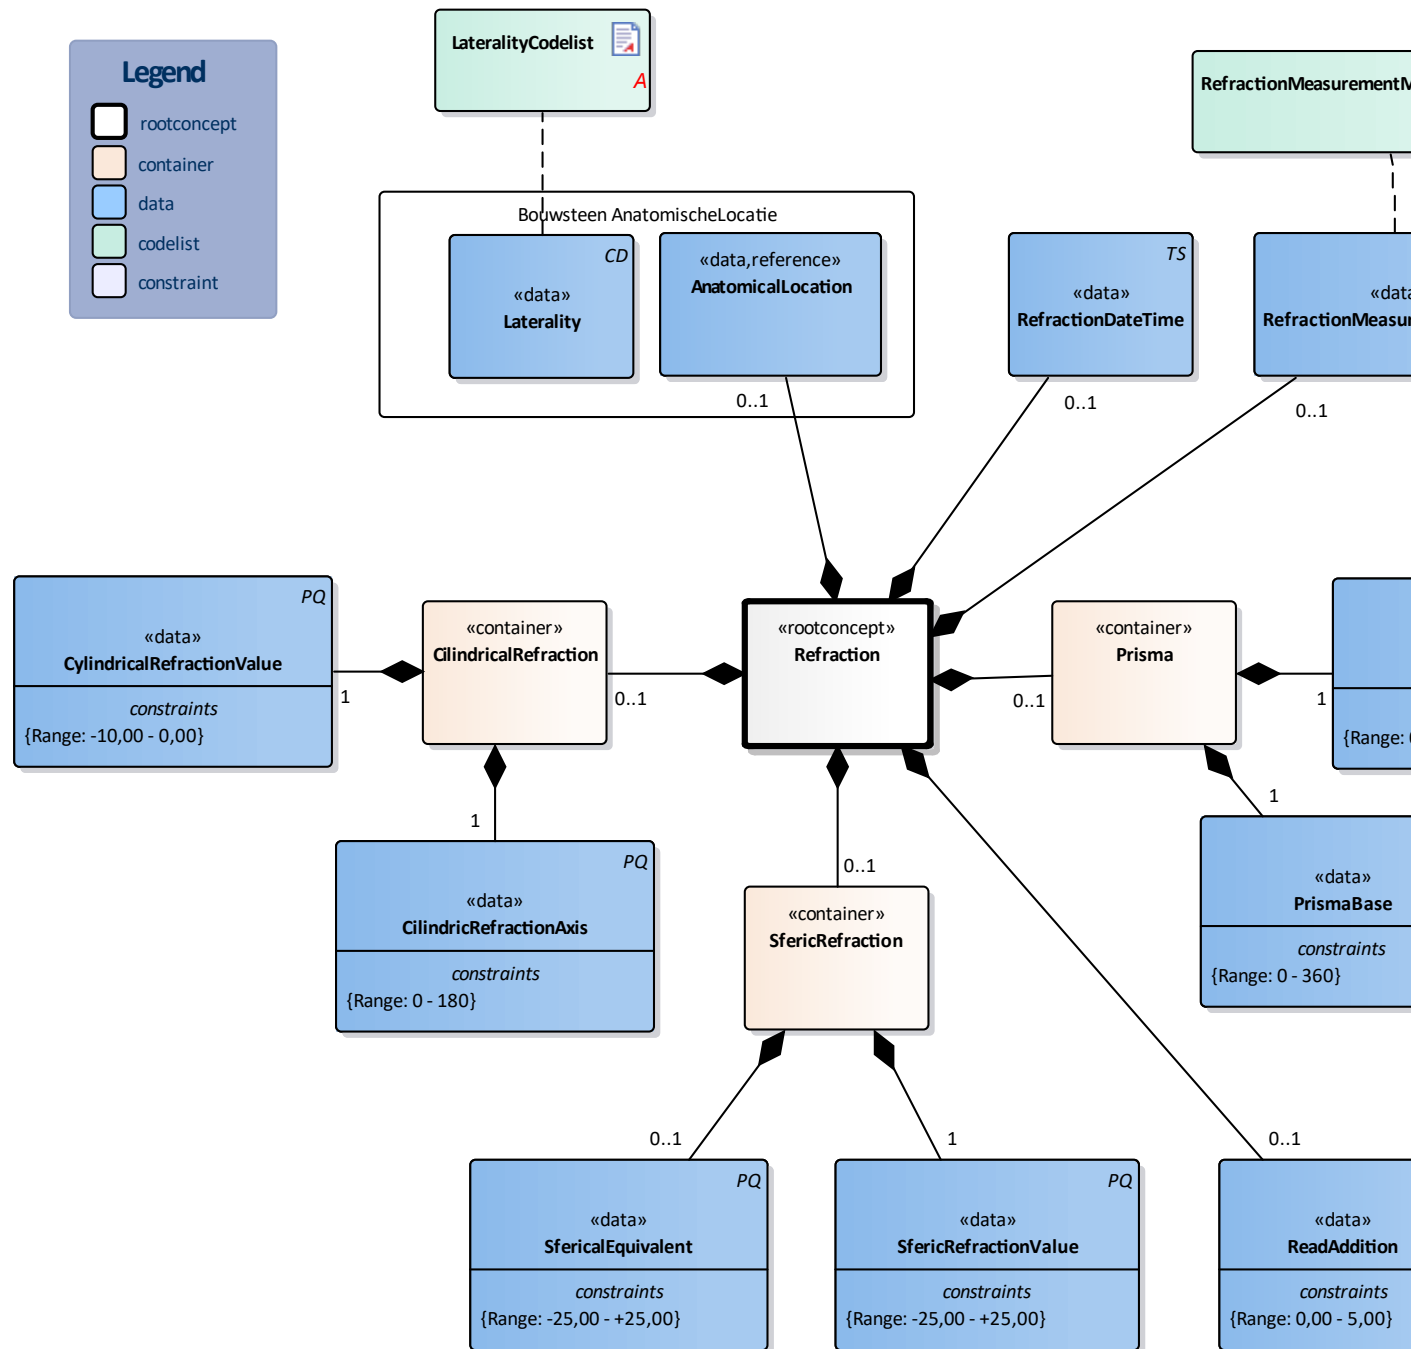 Legend
rootconcept
container
data
codelist
constraint
LateralityCodelist
A
RefractionMeasurementM
Bouwsteen AnatomischeLocatie
CD
«data»
Laterality
«data,reference»
AnatomicalLocation
0..1
TS
«data»
RefractionDateTime
0..1
«data
RefractionMeasur
0..1
PQ
«data»
CylindricalRefractionValue
constraints
{Range: -10,00 - 0,00}
1
«container»
CilindricalRefraction
0..1
«rootconcept»
Refraction
0..1
«container»
Prisma
1
{Range: 0
1
PQ
«data»
CilindricRefractionAxis
constraints
{Range: 0 - 180}
0..1
«container»
SfericRefraction
1
«data»
PrismaBase
constraints
{Range: 0 - 360}
0..1
PQ
«data»
SfericalEquivalent
constraints
{Range: -25,00 - +25,00}
1
PQ
«data»
SfericRefractionValue
constraints
{Range: -25,00 - +25,00}
0..1
«data»
ReadAddition
constraints
{Range: 0,00 - 5,00}